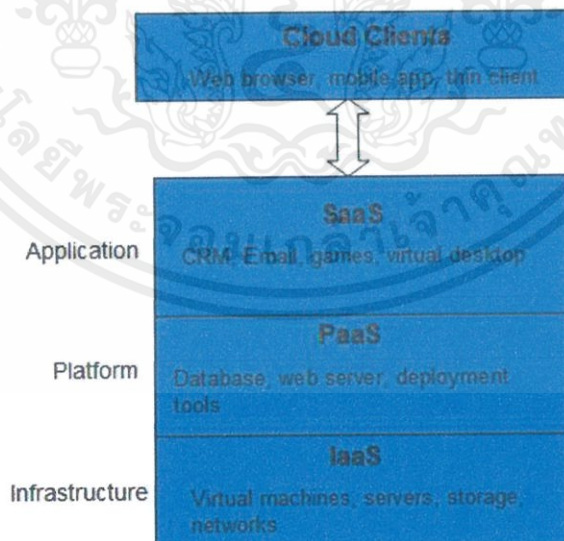 Cloud Clients
Web browser, mobile app, thin client
SaaS
Application
CRM, Email, games, virtual desktop
PaaS
Platform
Database, web server, deployment
tools
IaaS
Infrastructure
Virtual machines, servers, storage,
networks